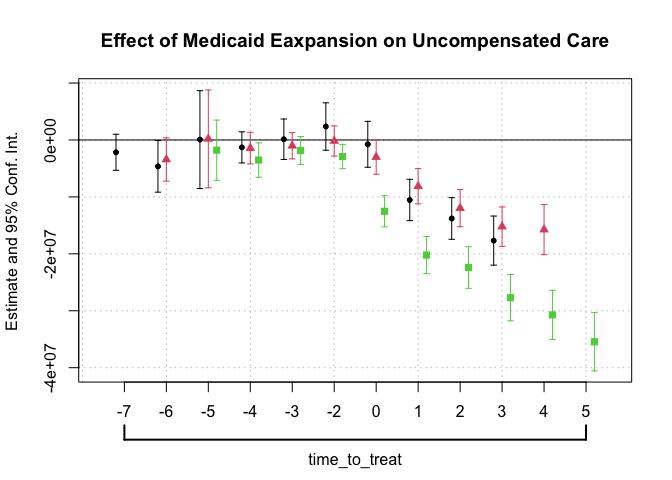 Effect of Medicaid Eaxpansion on Uncompensated Care
Estimate and 95% Conf. Int.
0e+00
-2e+07
-4e+07
-7 -6 -5 -4 -3 -2 0 1 2 3 4 5
time_to_treat